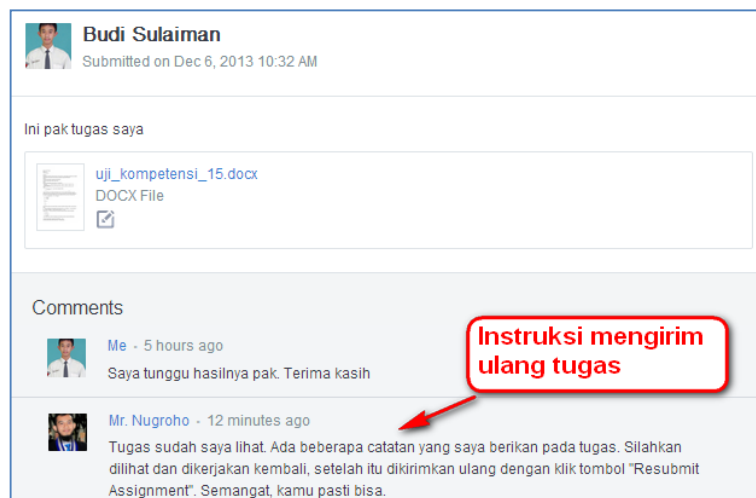 Budi Sulaiman
Submitted on Dec 6, 2013 10:32 AM
Ini pak tugas saya
uji_kompetensi_15.docx
DOCX File
Comments
Me - 5 hours ago
Saya tunggu hasilnya pak. Terima kasih
Instruksi mengirim
ulang tugas
Mr. Nugroho - 12 minutes ago
Tugas sudah saya lihat. Ada beberapa catatan yang saya berikan pada tugas. Silahkan
dilihat dan dikerjakan kembali, setelah itu dikirimkan ulang dengan klik tombol "Resubmit
Assignment". Semangat, kamu pasti bisa.